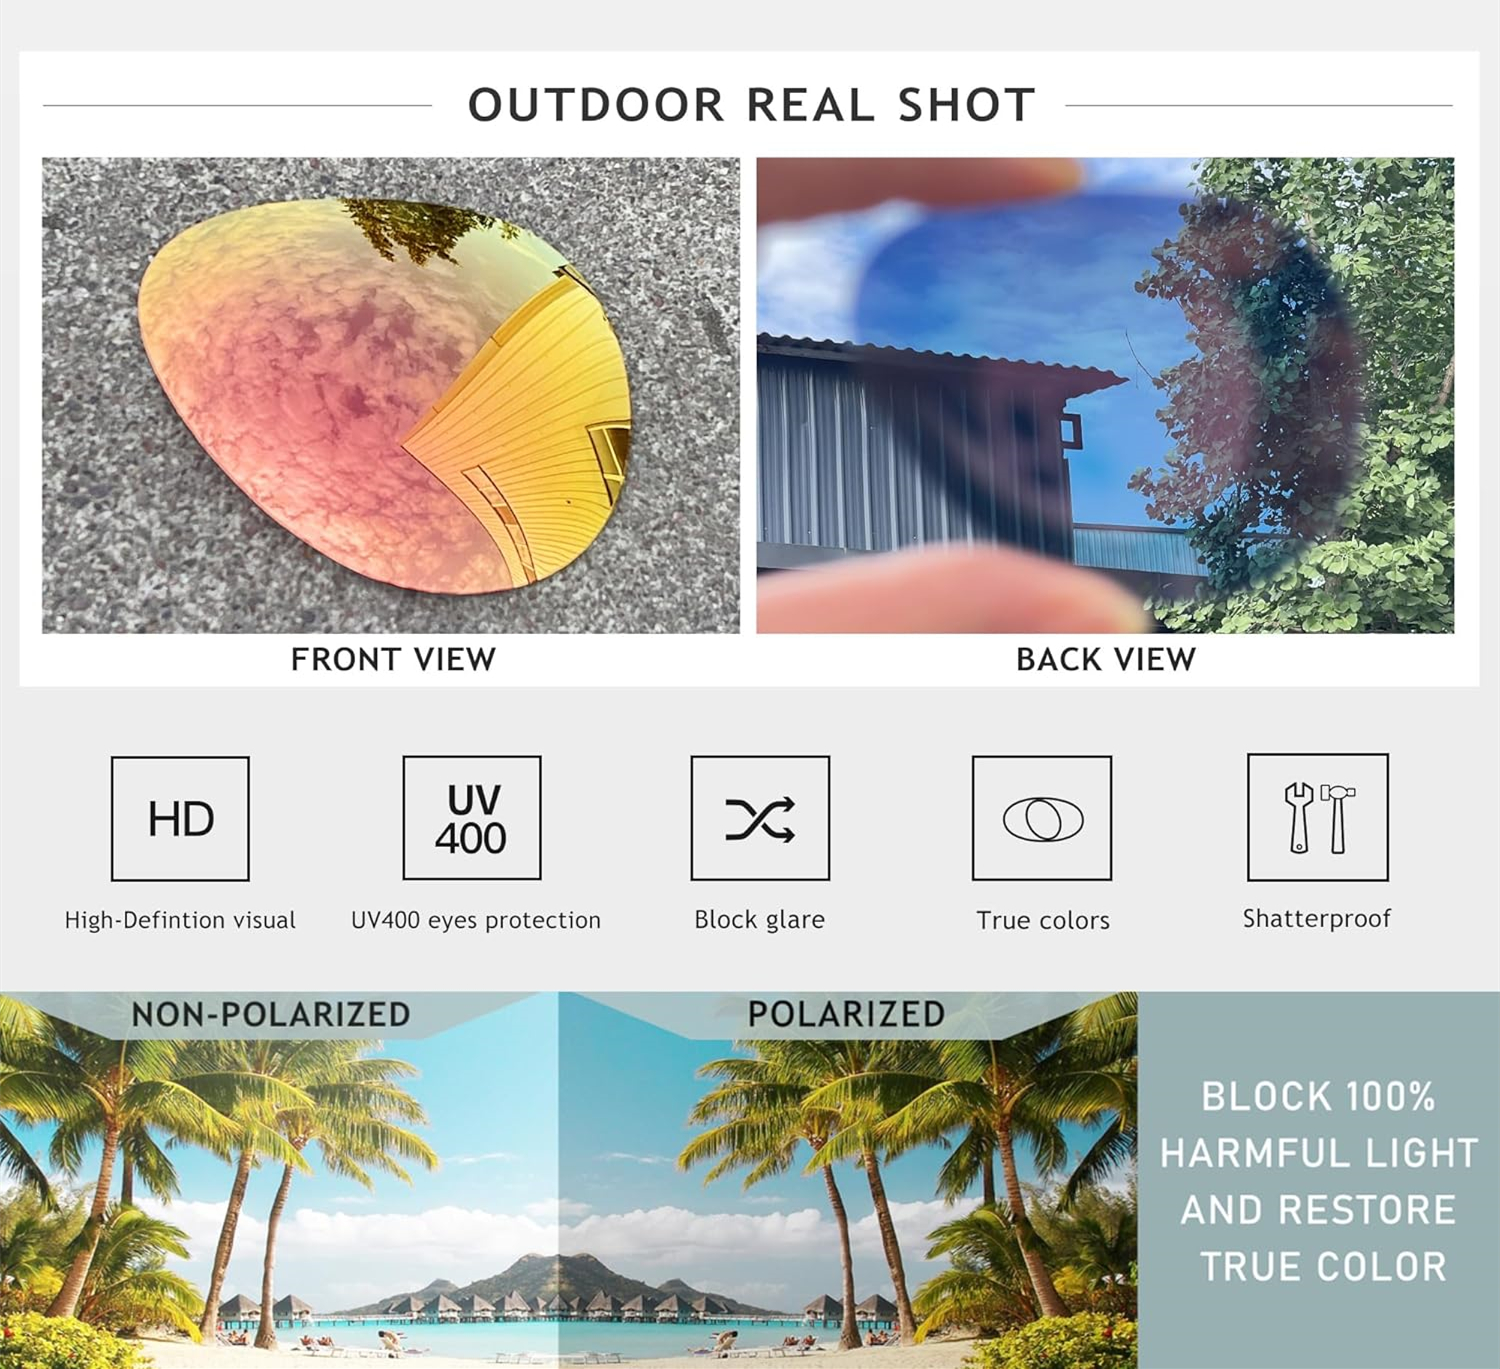 OUTDOOR REAL SHOT
FRONT VIEW
BACK VIEW
HD
UV
400
High-Defintion visual
UV400 eyes protection
Block glare
True colors
Shatterproof
NON-POLARIZED
POLARIZED
BLOCK 100%
HARMFUL LIGHT
AND RESTORE
TRUE COLOR